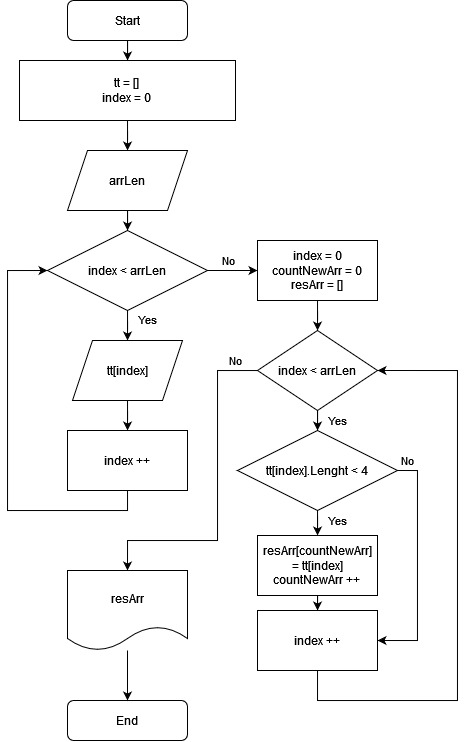 Start
tt = []
index = 0
arrLen
index < arrLen
No
Yes
tt[index]
index ++
index = 0
countNewArr = 0
resArr = []
index < arrLen
No
Yes
tt[index].Lenght < 4
No
Yes
resArr[countNewArr]
= tt[index]
countNewArr ++
index ++
resArr
End